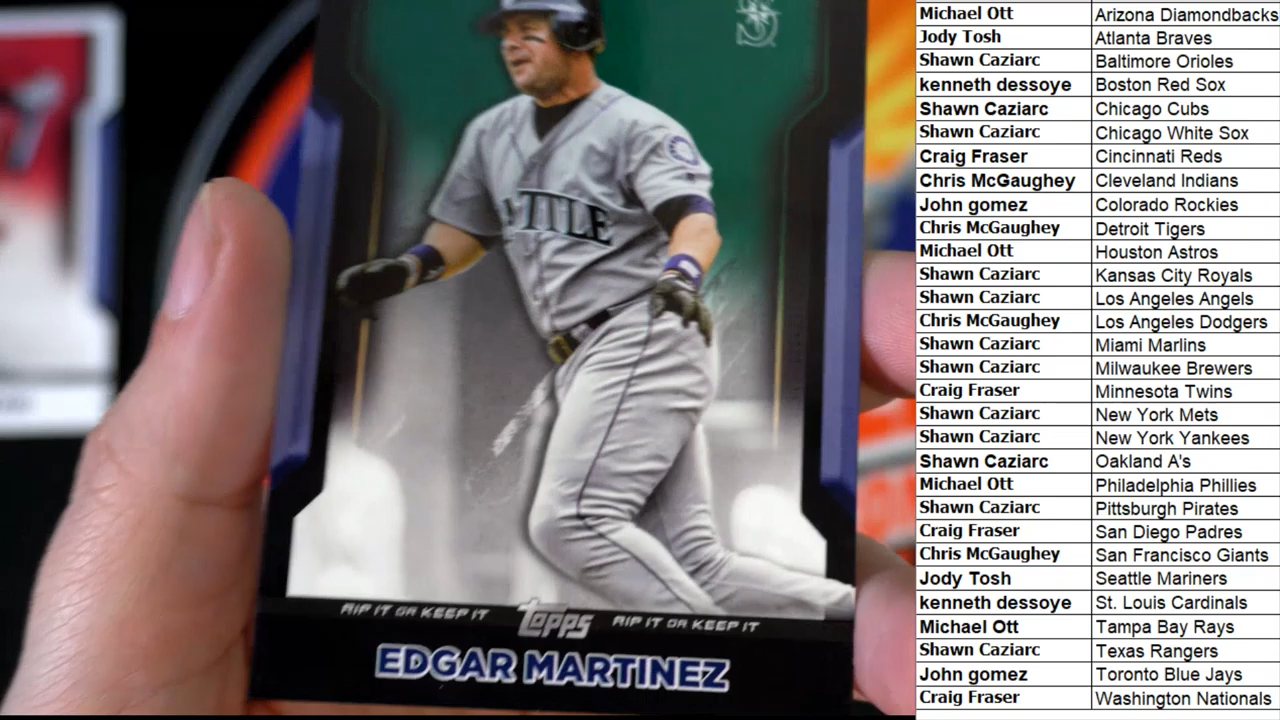 TTLE
RIP IT OR KEEP IT Topps RIP IT OR KEEP IT
EDGAR MARTINEZ
Michael Ott Arizona Diamondbacks
Jody Tosh Atlanta Braves
Shawn Caziarc Baltimore Orioles
kenneth dessoye Boston Red Sox
Shawn Caziarc Chicago Cubs
Shawn Caziarc Chicago White Sox
Craig Fraser Cincinnati Reds
Chris McGaughey Cleveland Indians
John gomez Colorado Rockies
Chris McGaughey Detroit Tigers
Michael Ott Houston Astros
Shawn Caziarc Kansas City Royals
Shawn Caziarc Los Angeles Angels
Chris McGaughey Los Angeles Dodgers
Shawn Caziarc Miami Marlins
Shawn Caziarc Milwaukee Brewers
Craig Fraser Minnesota Twins
Shawn Caziarc New York Mets
Shawn Caziarc New York Yankees
Shawn Caziarc Oakland A's
Michael Ott Philadelphia Phillies
Shawn Caziarc Pittsburgh Pirates
Craig Fraser San Diego Padres
Chris McGaughey San Francisco Giants
Jody Tosh Seattle Mariners
kenneth dessoye St. Louis Cardinals
Michael Ott Tampa Bay Rays
Shawn Caziarc Texas Rangers
John gomez Toronto Blue Jays
Craig Fraser Washington Nationals